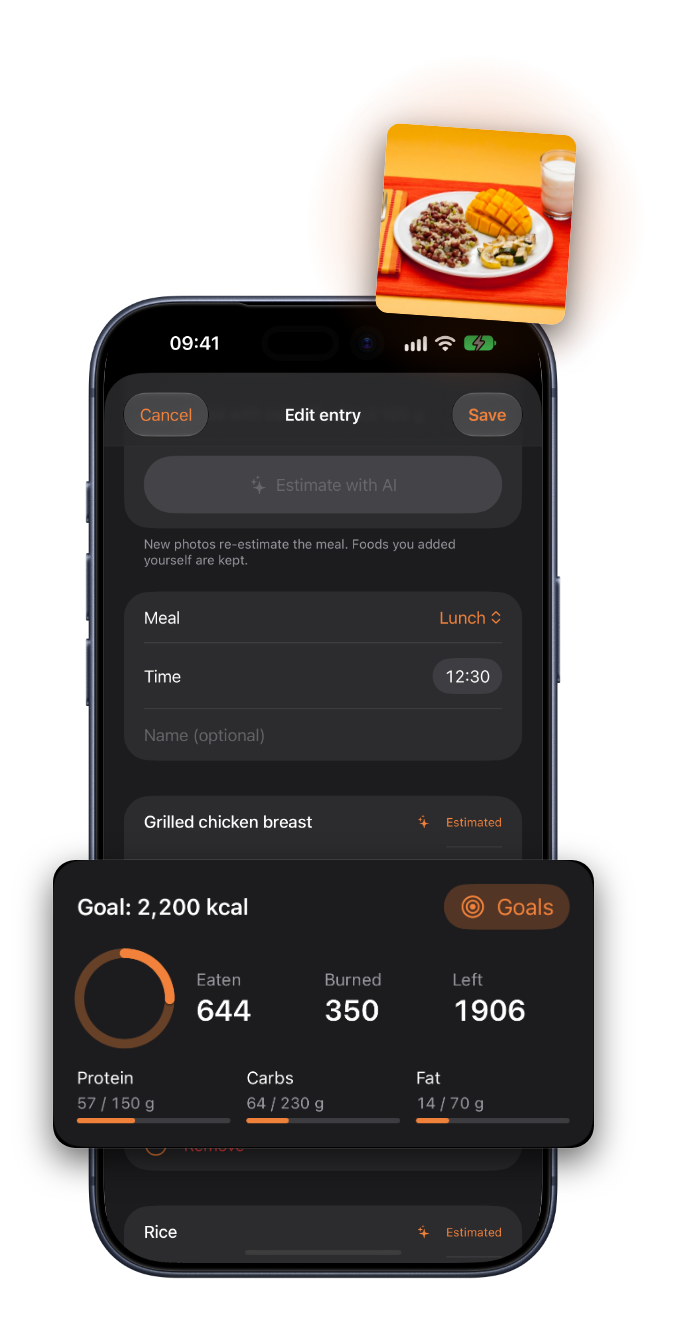 09:41
Cancel
Edit entry
Save
Estimate with AI
New photos re-estimate the meal. Foods you added
yourself are kept.
Meal
Lunch
Time
12:30
Name (optional)
Grilled chicken breast
Estimated
Goal: 2,200 kcal
Goals
Eaten
Burned
Left
644
350
1906
Protein
Carbs
Fat
57 / 150 g
64 / 230 g
14 / 70 g
Remove
Rice
Estimated